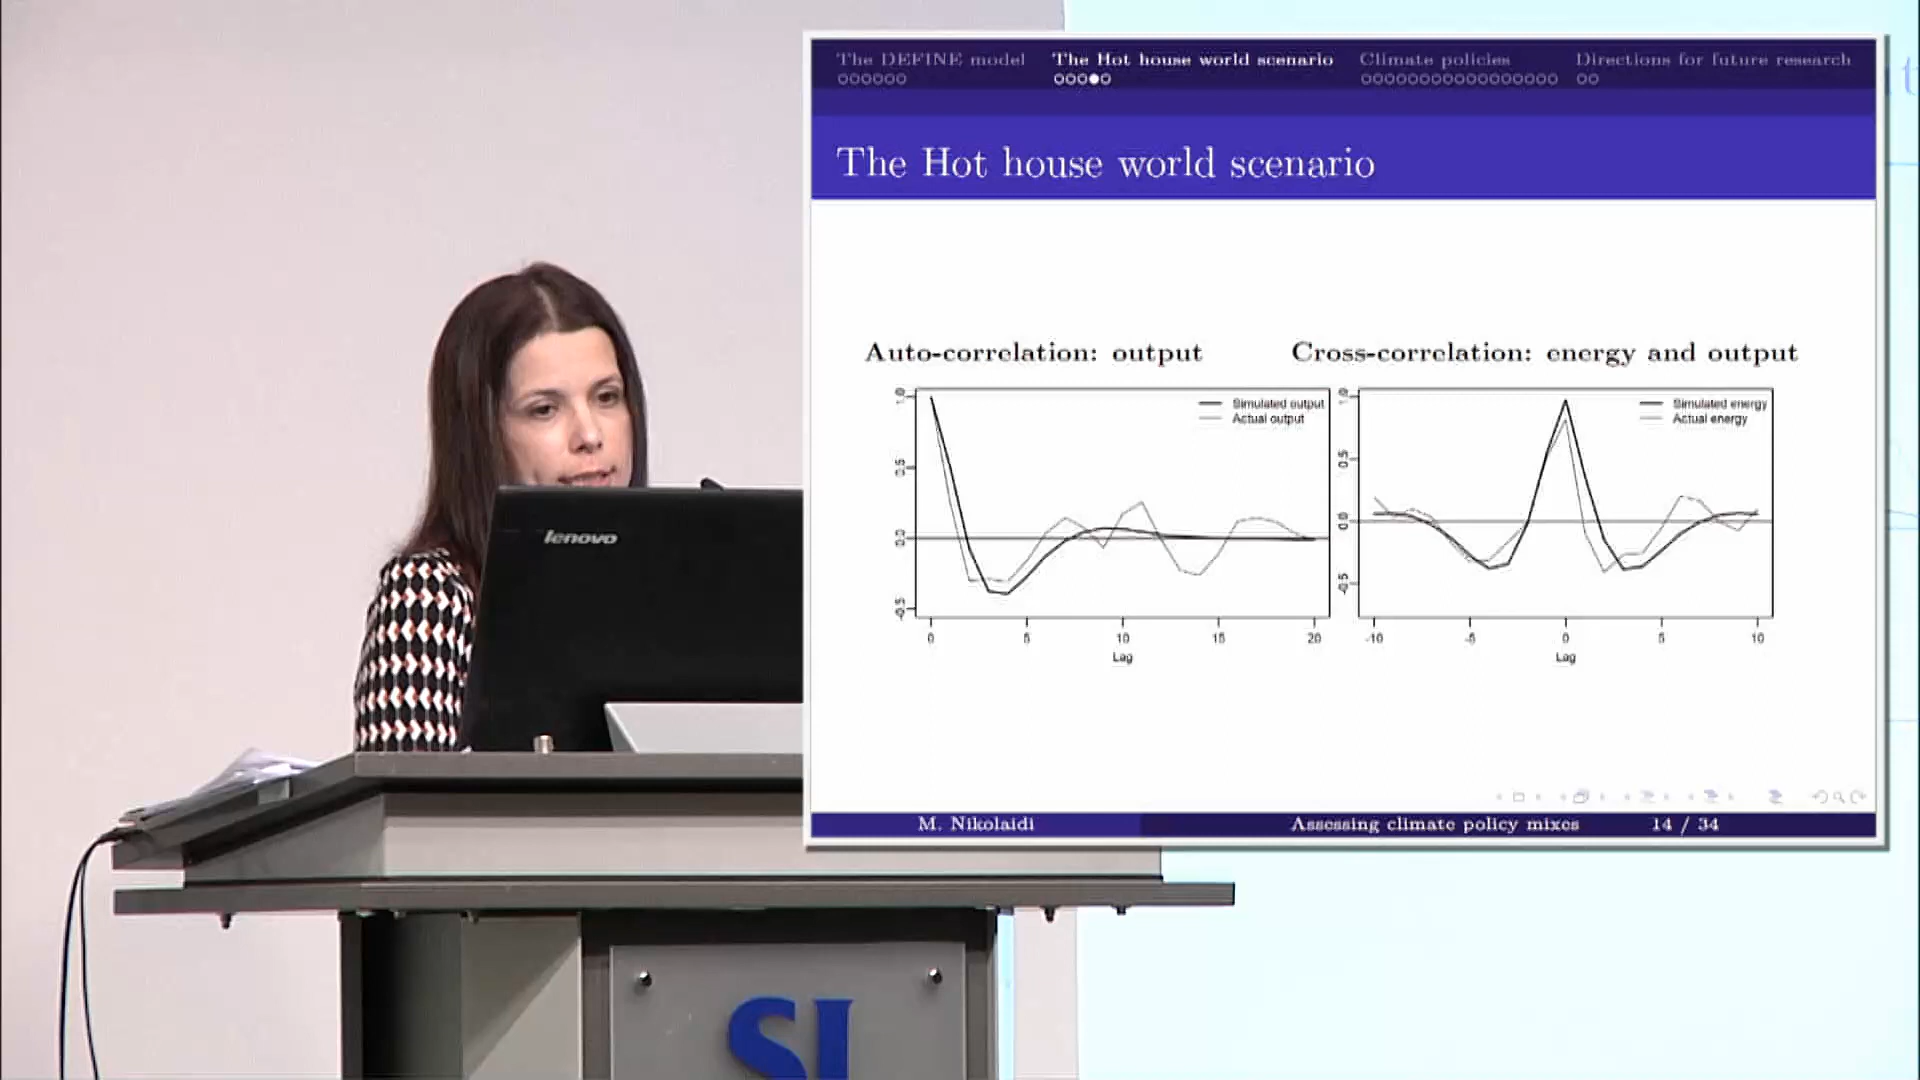 The DEFINE model
The Hot house world scenario
Climate policies
Directions for future research
The Hot house world scenario
Auto-correlation: output
1.0
0.5
0.0
-0.5
Simulated output
Actual output
0 5 10 15 20
Lag
Cross-correlation: energy and output
1.0
0.5
0.0
-0.5
Simulated energy
Actual energy
-10 -5 0 5 10
Lag
M. Nikolaidi
Assessing climate policy mixes
14 / 34
lenovo